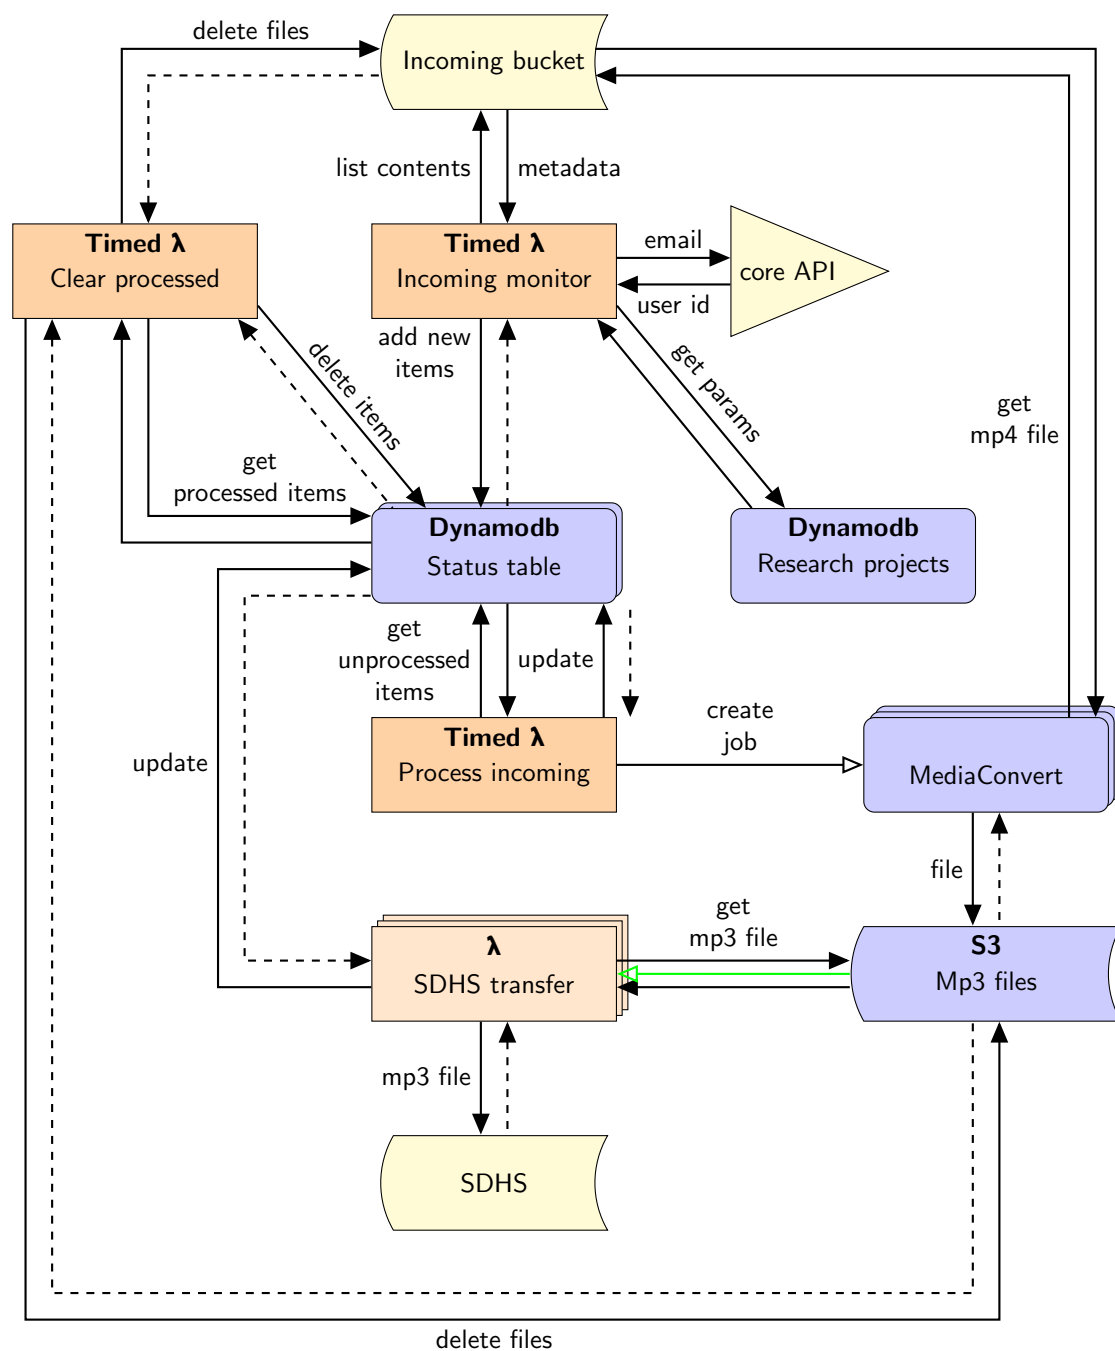 delete files
Incoming bucket
list contents
metadata
Timed λ
Clear processed
Timed λ
Incoming monitor
email
core API
user id
add new
items
delete items
get params
get
mp4 file
get
processed items
Dynamodb
Status table
Dynamodb
Research projects
get
unprocessed
items
update
create
job
Timed λ
Process incoming
update
MediaConvert
file
get
mp3 file
λ
SDHS transfer
S3
Mp3 files
mp3 file
SDHS
delete files